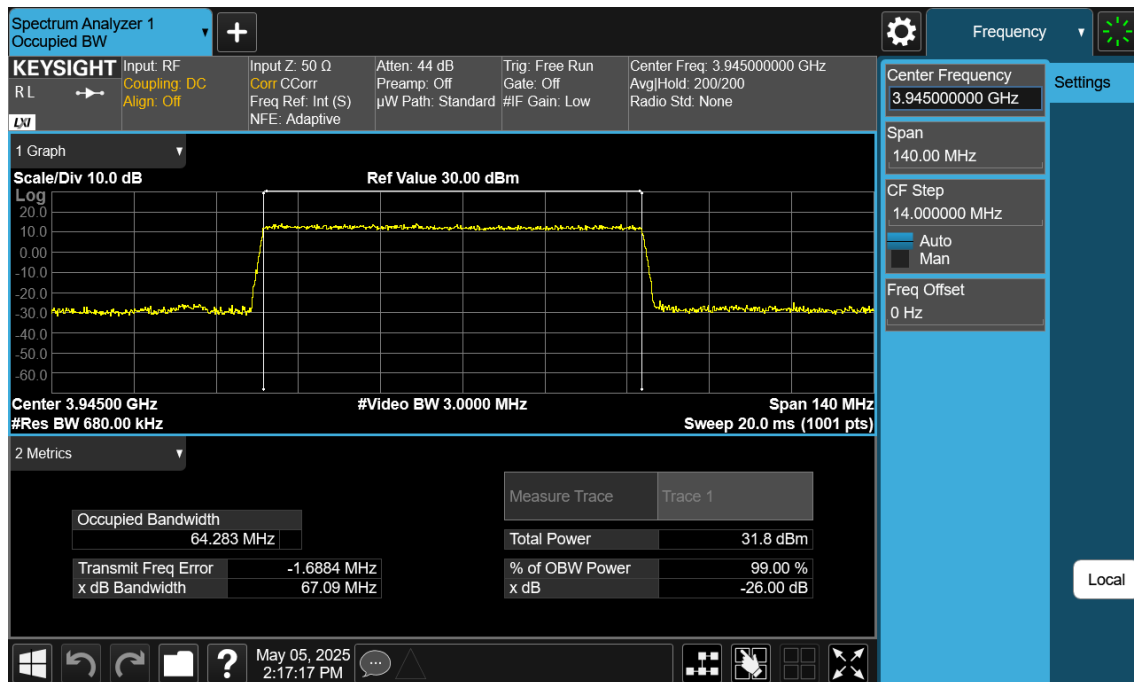 Spectrum Analyzer 1
Occupied BW
Frequency
KEYSIGHT
R L
LXI
Input: RF
Coupling: DC
Align: Off
Input Z: 50 Ω
Corr CCorr
Freq Ref: Int (S)
NFE: Adaptive
Atten: 44 dB
Preamp: Off
µW Path: Standard
Trig: Free Run
Gate: Off
#IF Gain: Low
Center Freq: 3.945000000 GHz
Avg|Hold: 200/200
Radio Std: None
Center Frequency
3.945000000 GHz
Settings
Span
140.00 MHz
CF Step
14.000000 MHz
Auto
Man
Freq Offset
0 Hz
Local
1 Graph
Scale/Div 10.0 dB
Ref Value 30.00 dBm
Log
20.0
10.0
0.00
-10.0
-20.0
-30.0
-40.0
-50.0
-60.0
Center 3.94500 GHz
#Video BW 3.0000 MHz
Span 140 MHz
#Res BW 680.00 kHz
Sweep 20.0 ms (1001 pts)
2 Metrics
Measure Trace Trace 1
Occupied Bandwidth
64.283 MHz
Total Power 31.8 dBm
Transmit Freq Error -1.6884 MHz
% of OBW Power 99.00 %
x dB Bandwidth 67.09 MHz
x dB -26.00 dB
?
May 05, 2025
2:17:17 PM